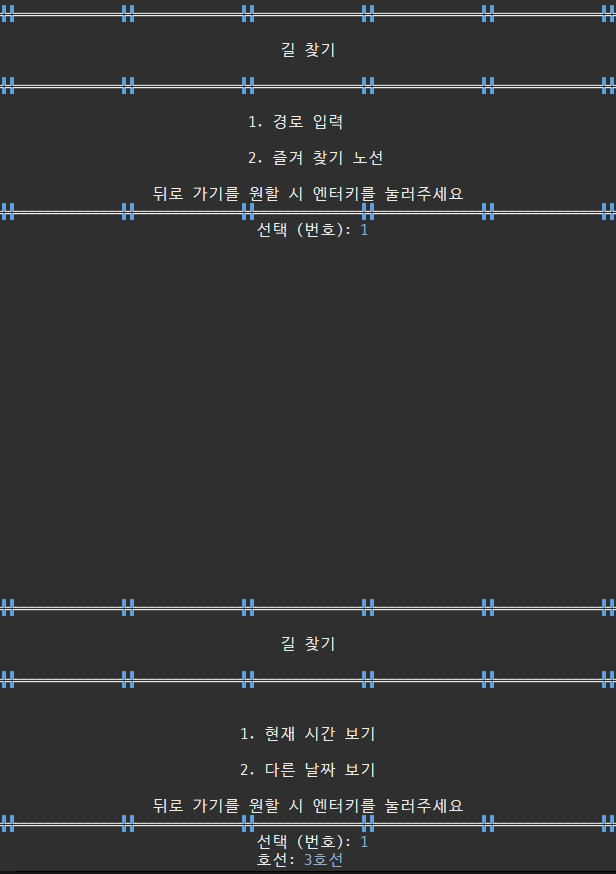 길 찾기
1. 경로 입력
2. 즐겨 찾기 노선
뒤로 가기를 원할 시 엔터키를 눌러주세요
선택 (번호): 1
길 찾기
1. 현재 시간 보기
2. 다른 날짜 보기
뒤로 가기를 원할 시 엔터키를 눌러주세요
선택 (번호): 1
호선: 3호선